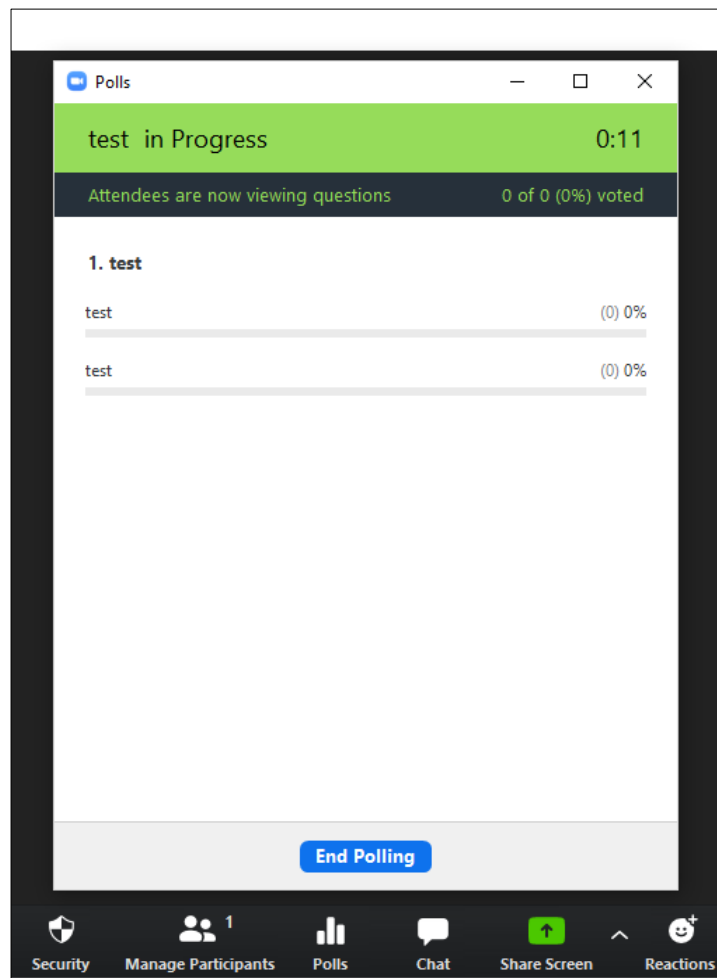 Polls
test in Progress 0:11
Attendees are now viewing questions 0 of 0 (0%) voted
1. test
test (0) 0%
test (0) 0%
End Polling
1
Security Manage Participants Polls Chat Share Screen Reactions